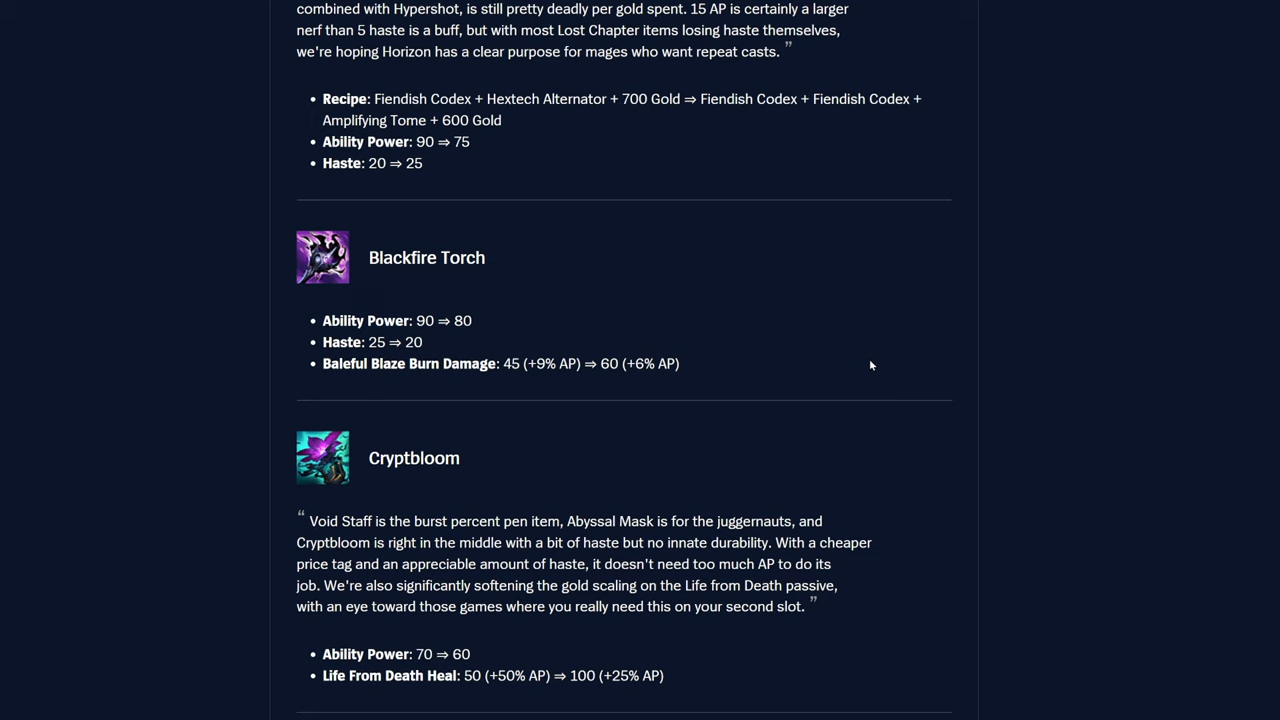 combined with Hypershot, is still pretty deadly per gold spent. 15 AP is certainly a larger
nerf than 5 haste is a buff, but with most Lost Chapter items losing haste themselves,
we're hoping Horizon has a clear purpose for mages who want repeat casts. ”
• Recipe: Fiendish Codex + Hextech Alternator + 700 Gold ⇒ Fiendish Codex + Fiendish Codex +
Amplifying Tome + 600 Gold
• Ability Power: 90 ⇒ 75
• Haste: 20 ⇒ 25
Blackfire Torch
• Ability Power: 90 ⇒ 80
• Haste: 25 ⇒ 20
• Baleful Blaze Burn Damage: 45 (+9% AP) ⇒ 60 (+6% AP)
Cryptbloom
“ Void Staff is the burst percent pen item, Abyssal Mask is for the juggernauts, and
Cryptbloom is right in the middle with a bit of haste but no innate durability. With a cheaper
price tag and an appreciable amount of haste, it doesn't need too much AP to do its
job. We're also significantly softening the gold scaling on the Life from Death passive,
with an eye toward those games where you really need this on your second slot. ”
• Ability Power: 70 ⇒ 60
• Life From Death Heal: 50 (+50% AP) ⇒ 100 (+25% AP)